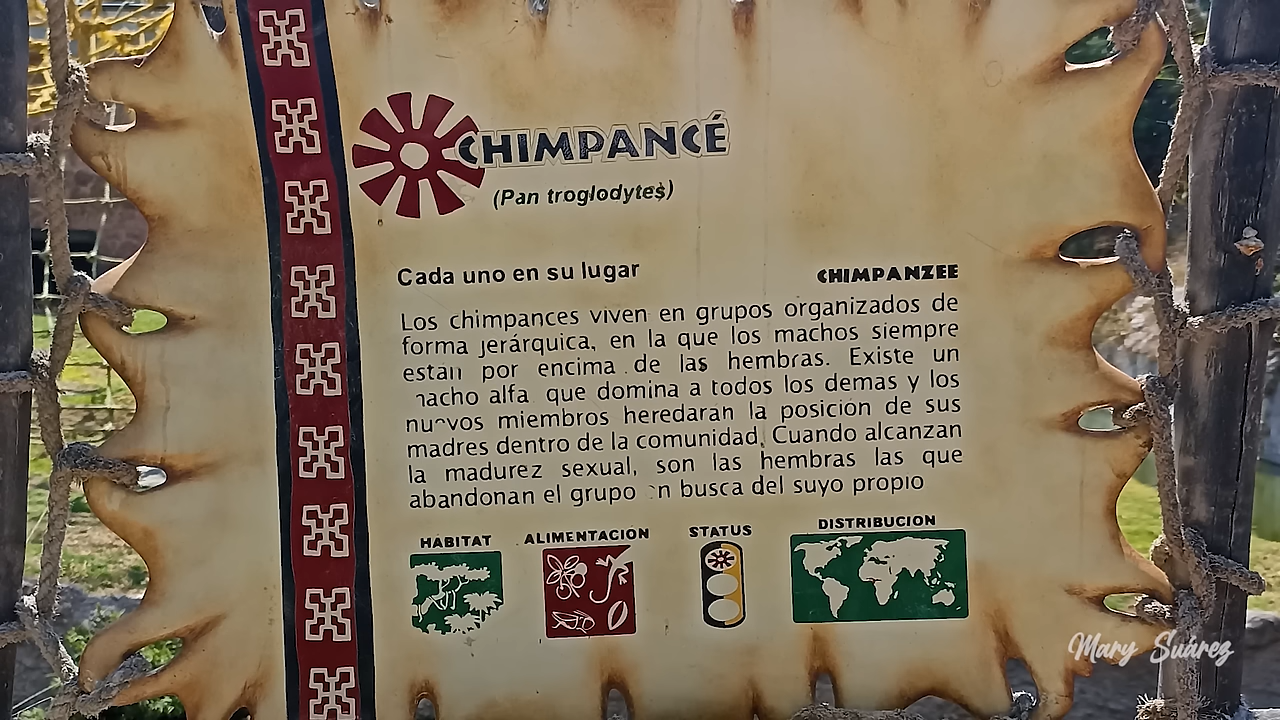 CHIMPANCÉ
(Pan troglodytes)
Cada uno en su lugar
CHIMPANZEE
Los chimpances viven en grupos organizados de
forma jerárquica, en la que los machos siempre
estan por encima de las hembras. Existe un
macho alfa que domina a todos los demas y los
nuevos miembros heredaran la posición de sus
madres dentro de la comunidad. Cuando alcanzan
la madurez sexual, son las hembras las que
abandonan el grupo en busca del suyo propio
HABITAT ALIMENTACION STATUS DISTRIBUCION
Mary Suárez